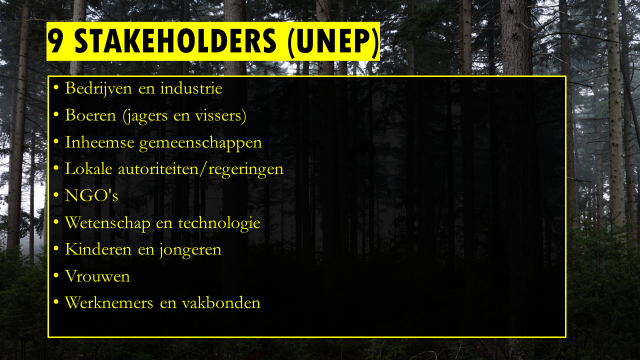 9 STAKEHOLDERS (UNEP)
• Bedrijven en industrie
• Boeren (jagers en vissers)
• Inheemse gemeenschappen
• Lokale autoriteiten/regeringen
• NGO's
• Wetenschap en technologie
• Kinderen en jongeren
• Vrouwen
• Werknemers en vakbonden